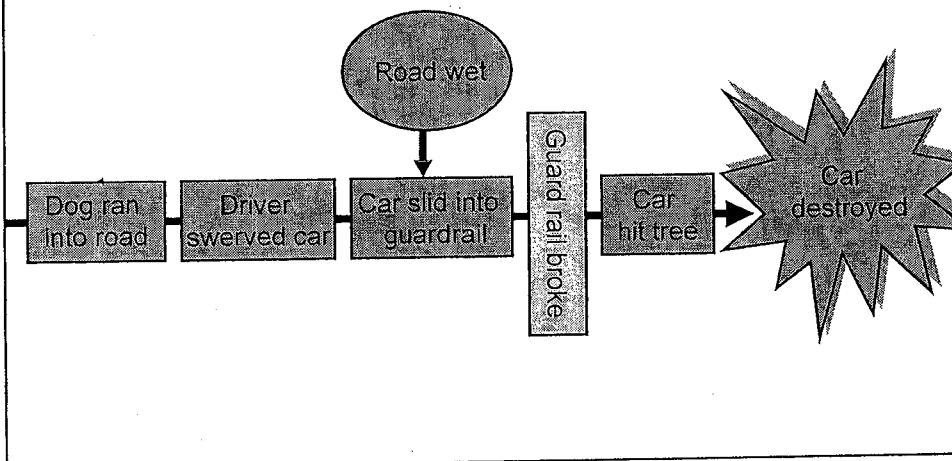 Road wet
Dog ran
into road
Driver
swerved car
Car slid into
guardrail
Guard rail broke
Car
hit tree
Car
destroyed